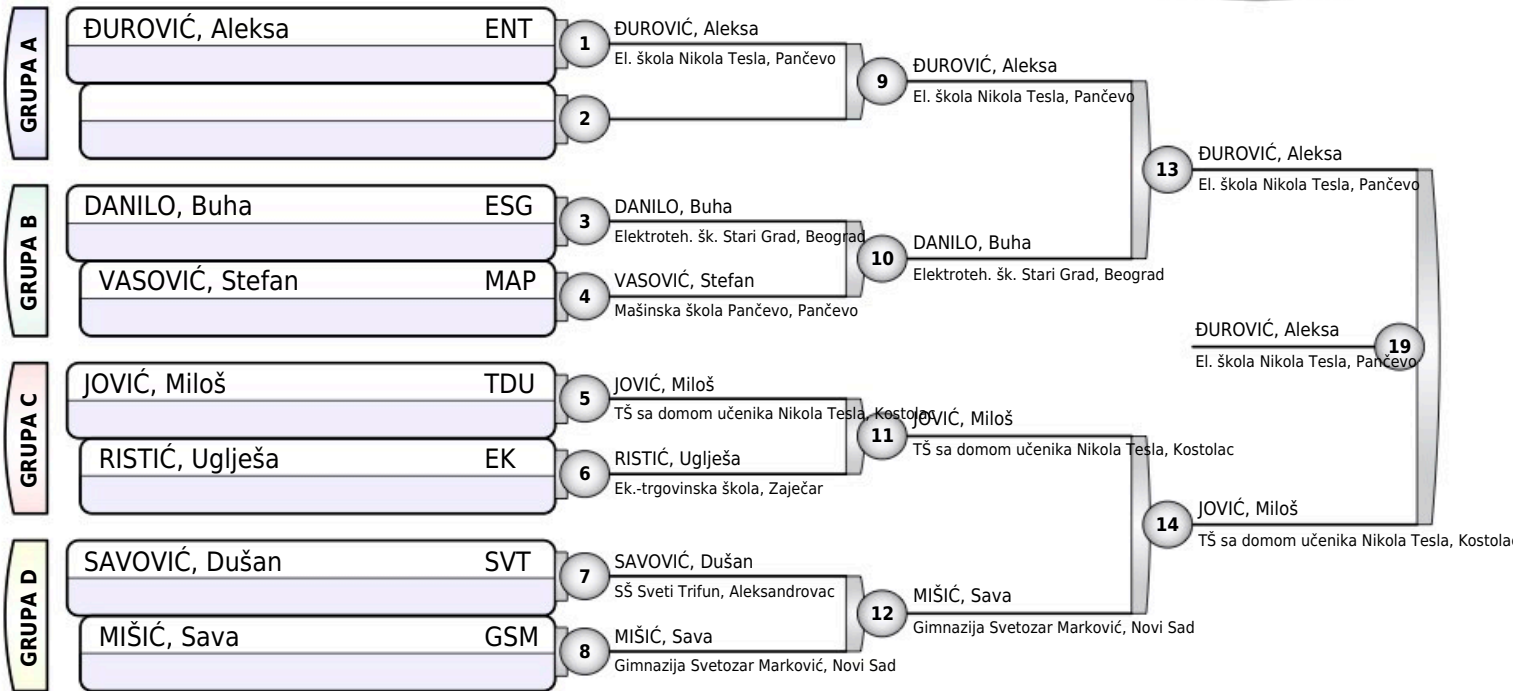 GRUPA A
ĐUROVIĆ, Aleksa ENT
1
ĐUROVIĆ, Aleksa
El. škola Nikola Tesla, Pančevo
2
9
ĐUROVIĆ, Aleksa
El. škola Nikola Tesla, Pančevo
13
ĐUROVIĆ, Aleksa
El. škola Nikola Tesla, Pančevo
GRUPA B
DANILO, Buha ESG
3
DANILO, Buha
Elektroteh. šk. Stari Grad, Beograd
VASOVIĆ, Stefan MAP
4
VASOVIĆ, Stefan
Mašinska škola Pančevo, Pančevo
10
DANILO, Buha
Elektroteh. šk. Stari Grad, Beograd
ĐUROVIĆ, Aleksa
El. škola Nikola Tesla, Pančevo
19
GRUPA C
JOVIĆ, Miloš TDU
5
JOVIĆ, Miloš
TŠ sa domom učenika Nikola Tesla, Kostolac
RISTIĆ, Uglješa EK
6
RISTIĆ, Uglješa
Ek.-trgovinska škola, Zaječar
11
JOVIĆ, Miloš
TŠ sa domom učenika Nikola Tesla, Kostolac
14
JOVIĆ, Miloš
TŠ sa domom učenika Nikola Tesla, Kostolac
GRUPA D
SAVOVIĆ, Dušan SVT
7
SAVOVIĆ, Dušan
SŠ Sveti Trifun, Aleksandrovac
MIŠIĆ, Sava GSM
8
MIŠIĆ, Sava
Gimnazija Svetozar Marković, Novi Sad
12
MIŠIĆ, Sava
Gimnazija Svetozar Marković, Novi Sad